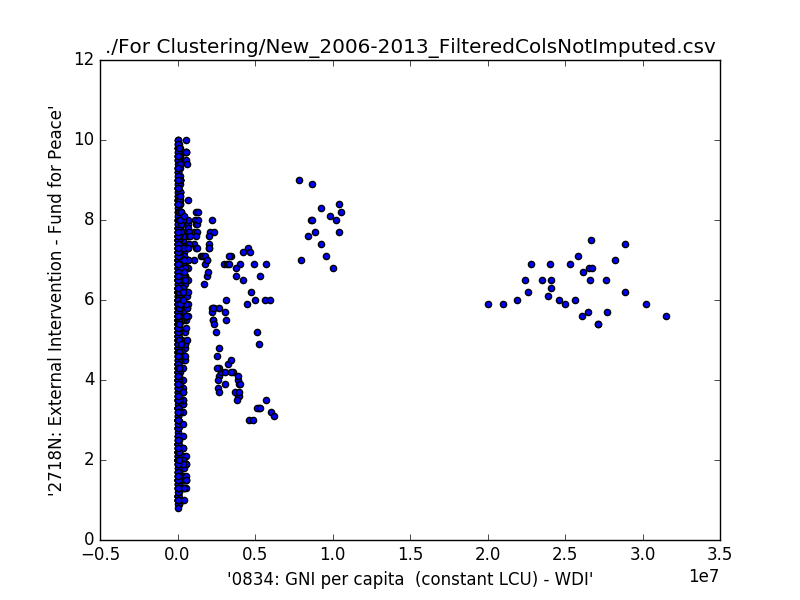 ./For Clustering/New_2006-2013_FilteredColsNotImputed.csv
12
10
8
6
4
2
0
'2718N: External Intervention - Fund for Peace'
−0.5 0.0 0.5 1.0 1.5 2.0 2.5 3.0 3.5
1e7
'0834: GNI per capita  (constant LCU) - WDI'